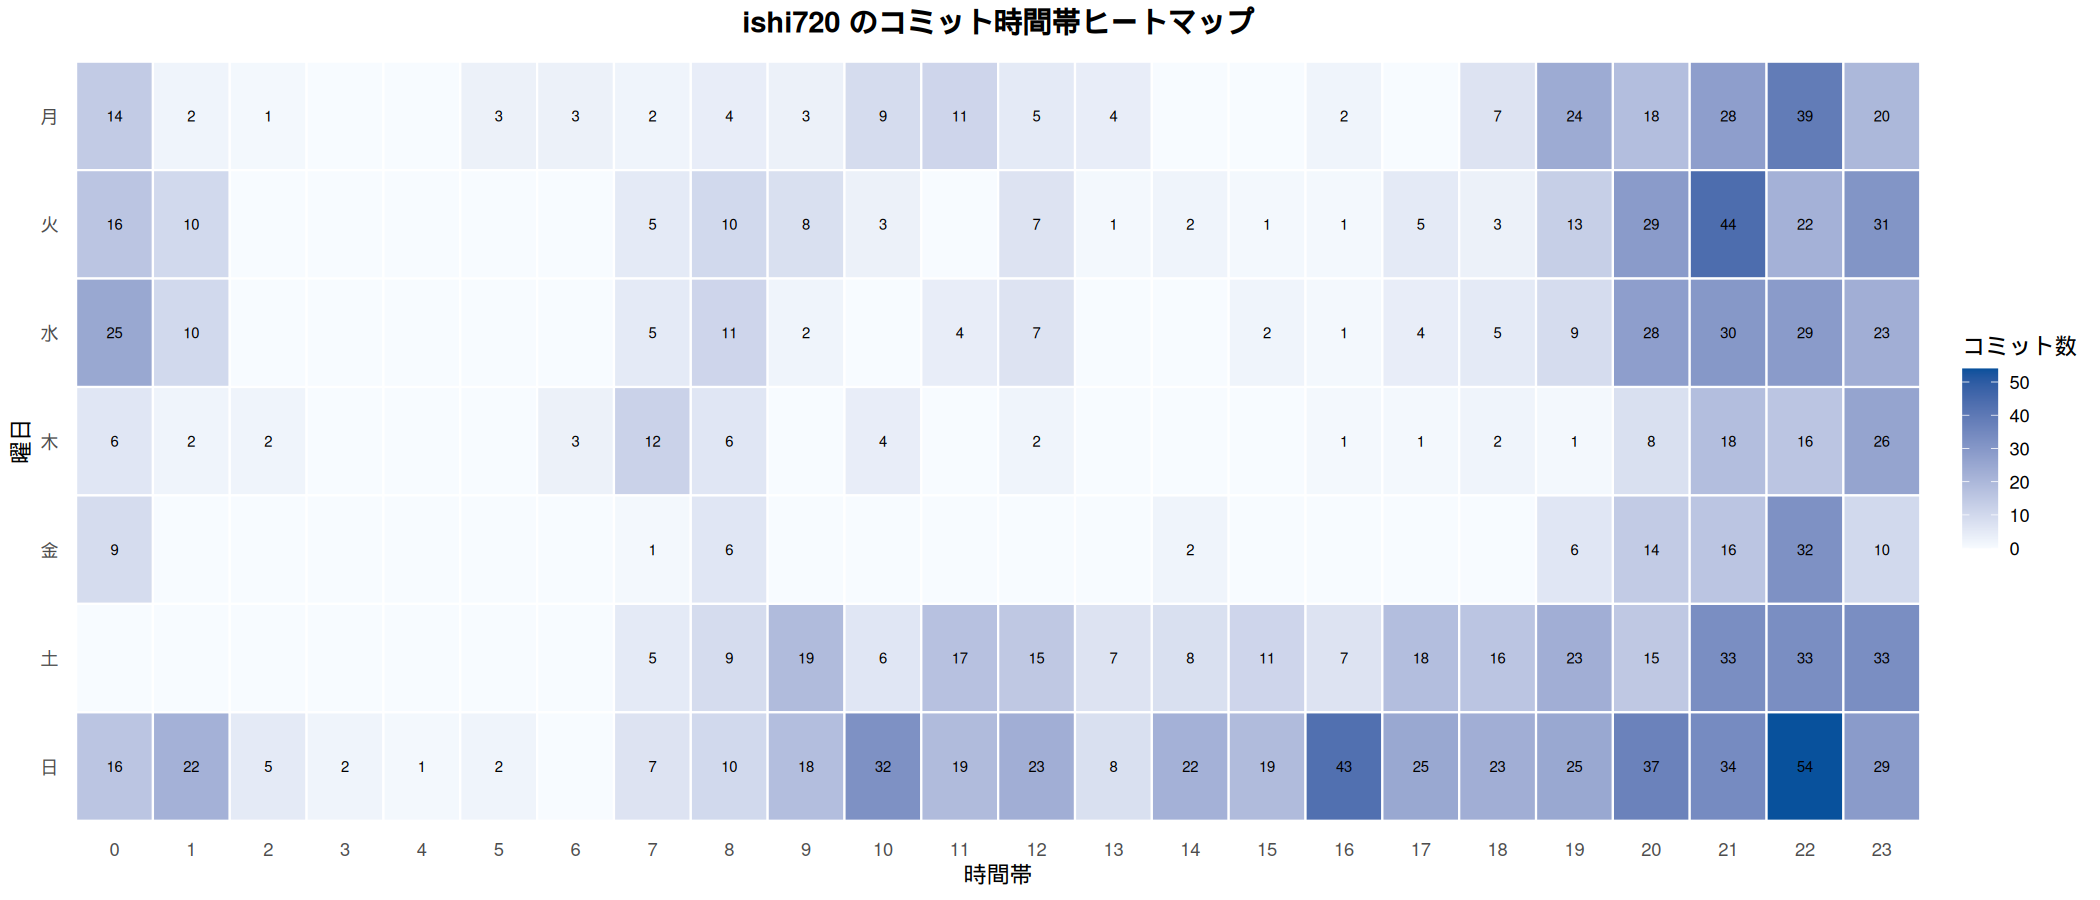 ishi720 のコミット時間帯ヒートマップ
月 14 2 1 3 3 2 4 3 9 11 5 4 2 7 24 18 28 39 20
火 16 10 5 10 8 3 7 1 2 1 1 5 3 13 29 44 22 31
水 25 10 5 11 2 4 7 2 1 4 5 9 28 30 29 23
木 6 2 2 3 12 6 4 2 1 1 2 1 8 18 16 26
金 9 1 6 2 6 14 16 32 10
土 5 9 19 6 17 15 7 8 11 7 18 16 23 15 33 33 33
日 16 22 5 2 1 2 7 10 18 32 19 23 8 22 19 43 25 23 25 37 34 54 29
0 1 2 3 4 5 6 7 8 9 10 11 12 13 14 15 16 17 18 19 20 21 22 23
時間帯
曜日
コミット数
50
40
30
20
10
0